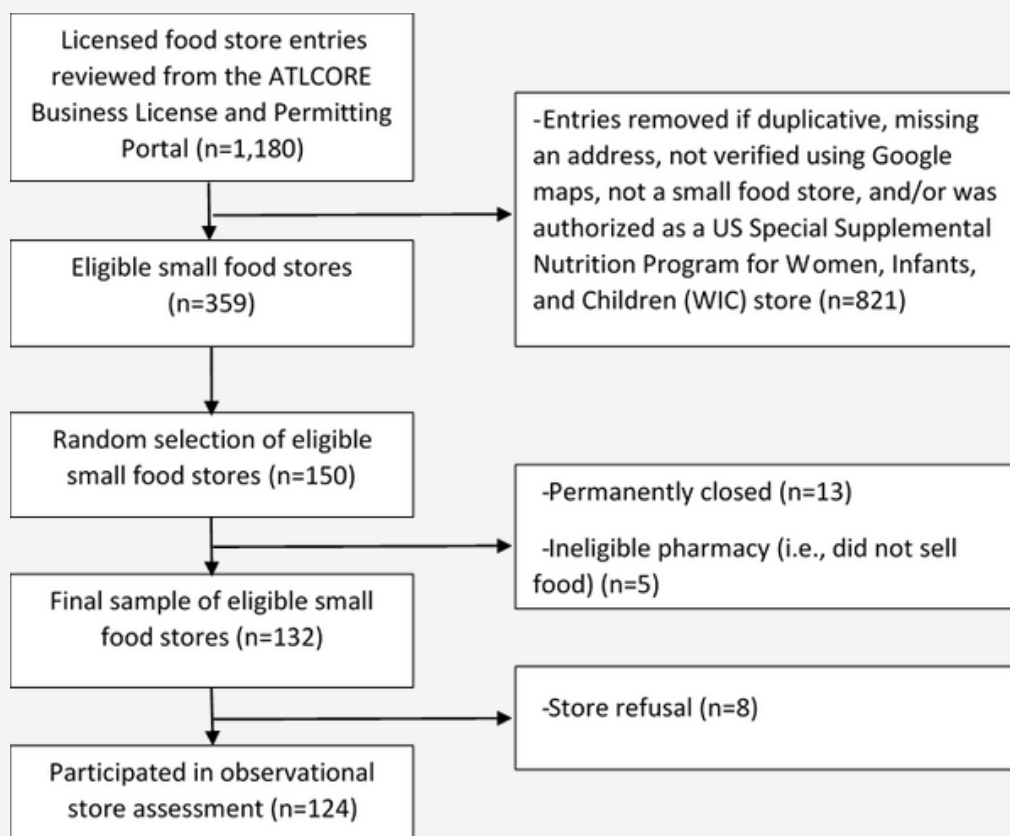 Licensed food store entries
reviewed from the ATLCORE
Business License and Permitting
Portal (n=1,180)
-Entries removed if duplicative, missing
an address, not verified using Google
maps, not a small food store, and/or was
authorized as a US Special Supplemental
Nutrition Program for Women, Infants,
and Children (WIC) store (n=821)
Eligible small food stores
(n=359)
Random selection of eligible
small food stores (n=150)
-Permanently closed (n=13)
-Ineligible pharmacy (i.e., did not sell
food) (n=5)
Final sample of eligible small
food stores (n=132)
-Store refusal (n=8)
Participated in observational
store assessment (n=124)